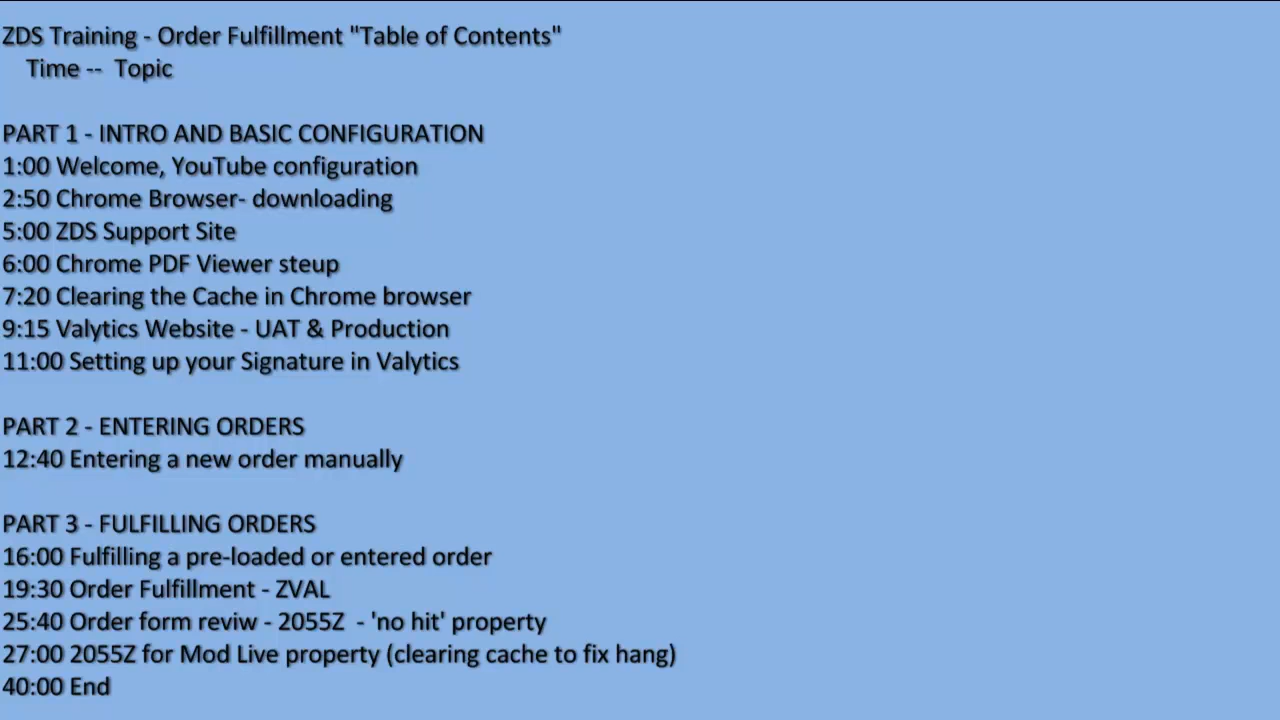 ZDS Training - Order Fulfillment "Table of Contents"
Time -- Topic
PART 1 - INTRO AND BASIC CONFIGURATION
1:00 Welcome, YouTube configuration
2:50 Chrome Browser- downloading
5:00 ZDS Support Site
6:00 Chrome PDF Viewer steup
7:20 Clearing the Cache in Chrome browser
9:15 Valytics Website - UAT & Production
11:00 Setting up your Signature in Valytics
PART 2 - ENTERING ORDERS
12:40 Entering a new order manually
PART 3 - FULFILLING ORDERS
16:00 Fulfilling a pre-loaded or entered order
19:30 Order Fulfillment - ZVAL
25:40 Order form reviw - 2055Z  - 'no hit' property
27:00 2055Z for Mod Live property (clearing cache to fix hang)
40:00 End